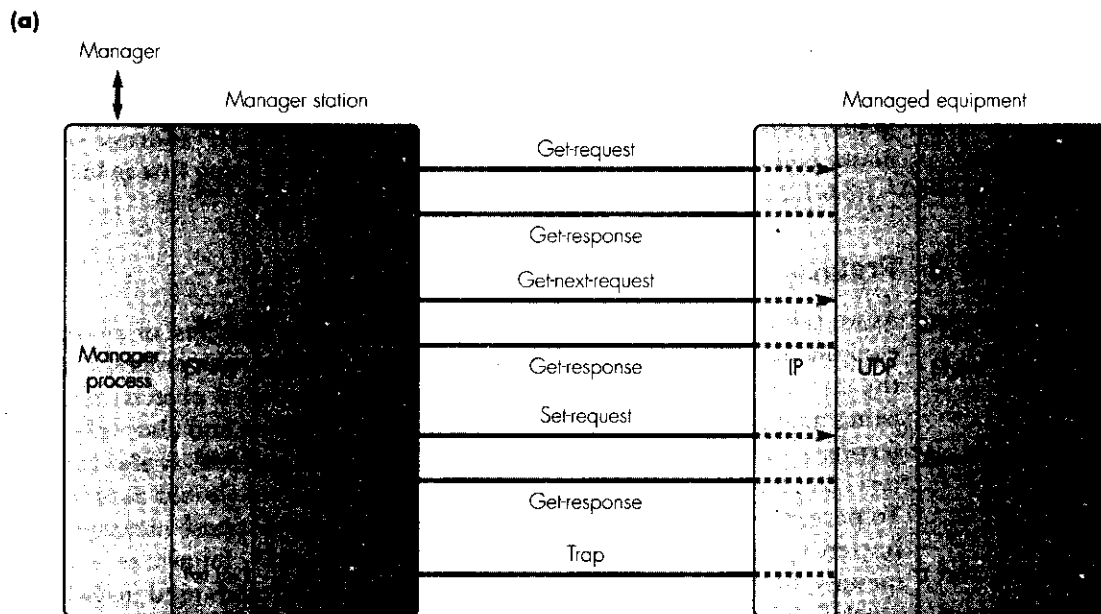 (a)
Manager
Manager station
Managed equipment
Get-request
Get-response
Get-next-request
Manager
process
Get-response
IP
UDP
Set-request
Get-response
Trap